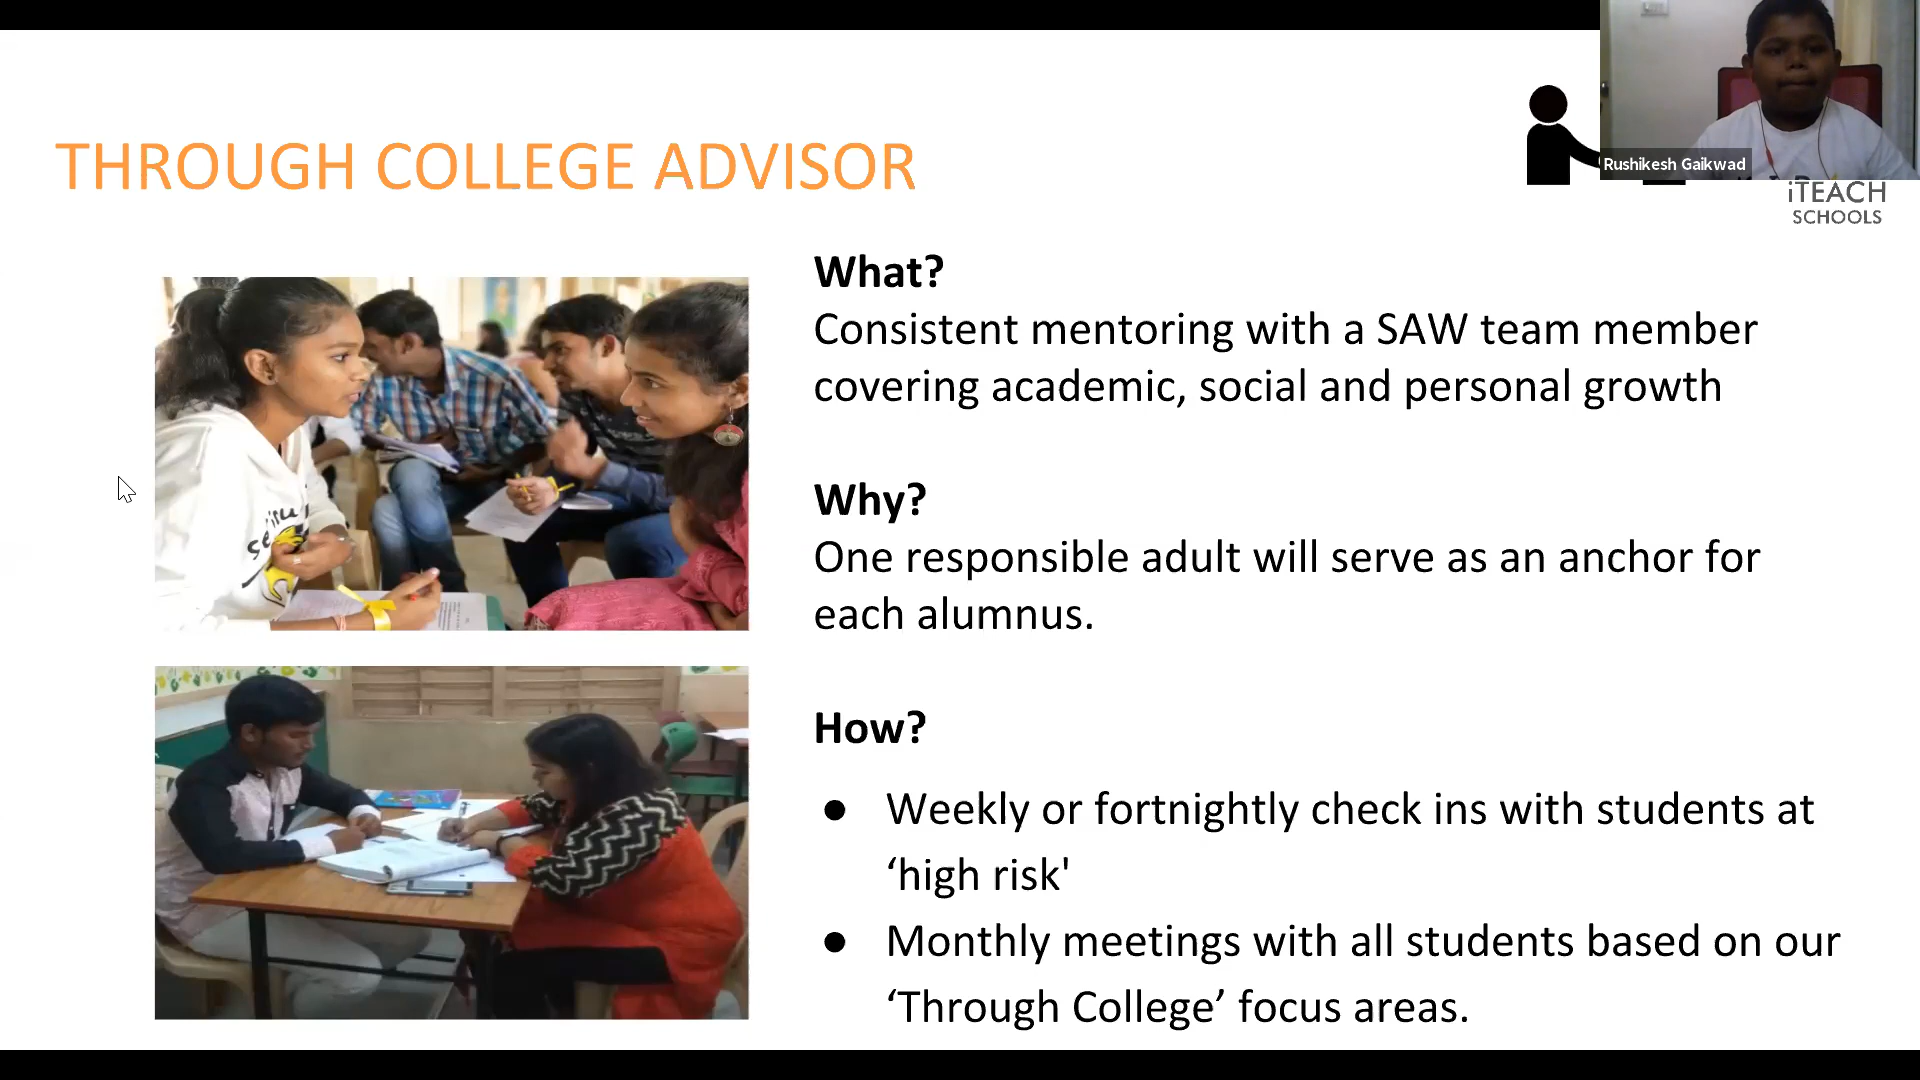 THROUGH COLLEGE ADVISOR
Rushikesh Gaikwad
iTEACH
SCHOOLS
What?
Consistent mentoring with a SAW team member
covering academic, social and personal growth
Why?
One responsible adult will serve as an anchor for
each alumnus.
How?
● Weekly or fortnightly check ins with students at
‘high risk'
● Monthly meetings with all students based on our
‘Through College’ focus areas.